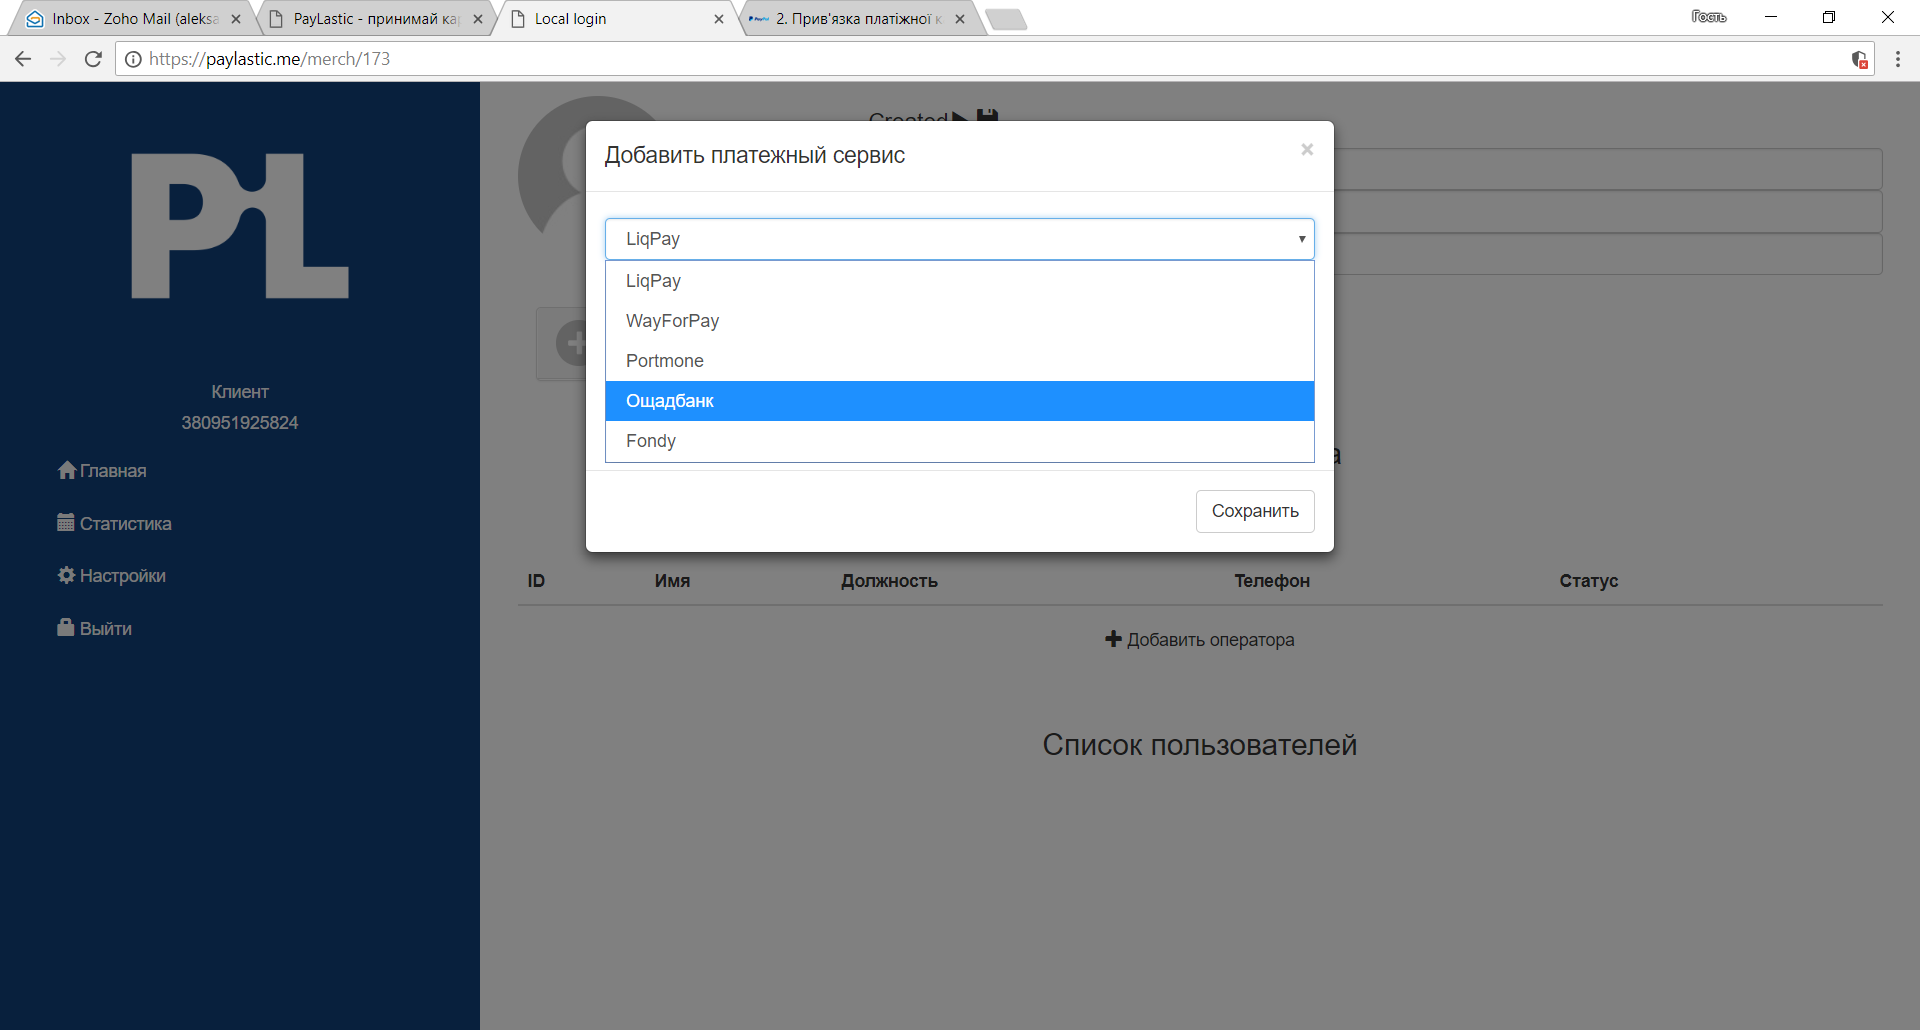 Inbox - Zoho Mail (aleksa
PayLastic - принимай ка
Local login
2. Прив'язка платіжної к
Гость
https://paylastic.me/merch/173
PL
Клиент
380951925824
Главная
Статистика
Настройки
Выйти
Created
Добавить платежный сервис
×
LiqPay
LiqPay
WayForPay
Portmone
Ощадбанк
Fondy
Сохранить
ID Имя Должность Телефон Статус
Добавить оператора
Список пользователей